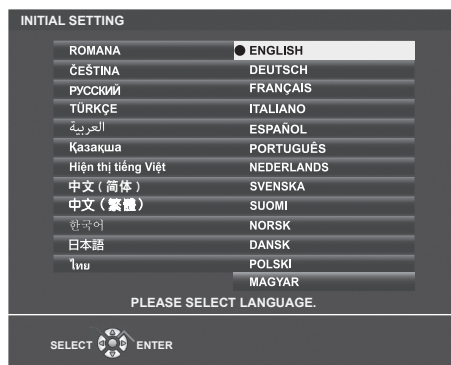 INITIAL SETTING
ROMANA
ČEŠTINA
РУССКИЙ
TÜRKÇE
العربية
Қазақша
Hiện thị tiếng Việt
中文 (简体)
中文 (繁體)
한국어
日本語
ไทย
ENGLISH
DEUTSCH
FRANÇAIS
ITALIANO
ESPAÑOL
PORTUGUÊS
NEDERLANDS
SVENSKA
SUOMI
NORSK
DANSK
POLSKI
MAGYAR
PLEASE SELECT LANGUAGE.
SELECT ENTER